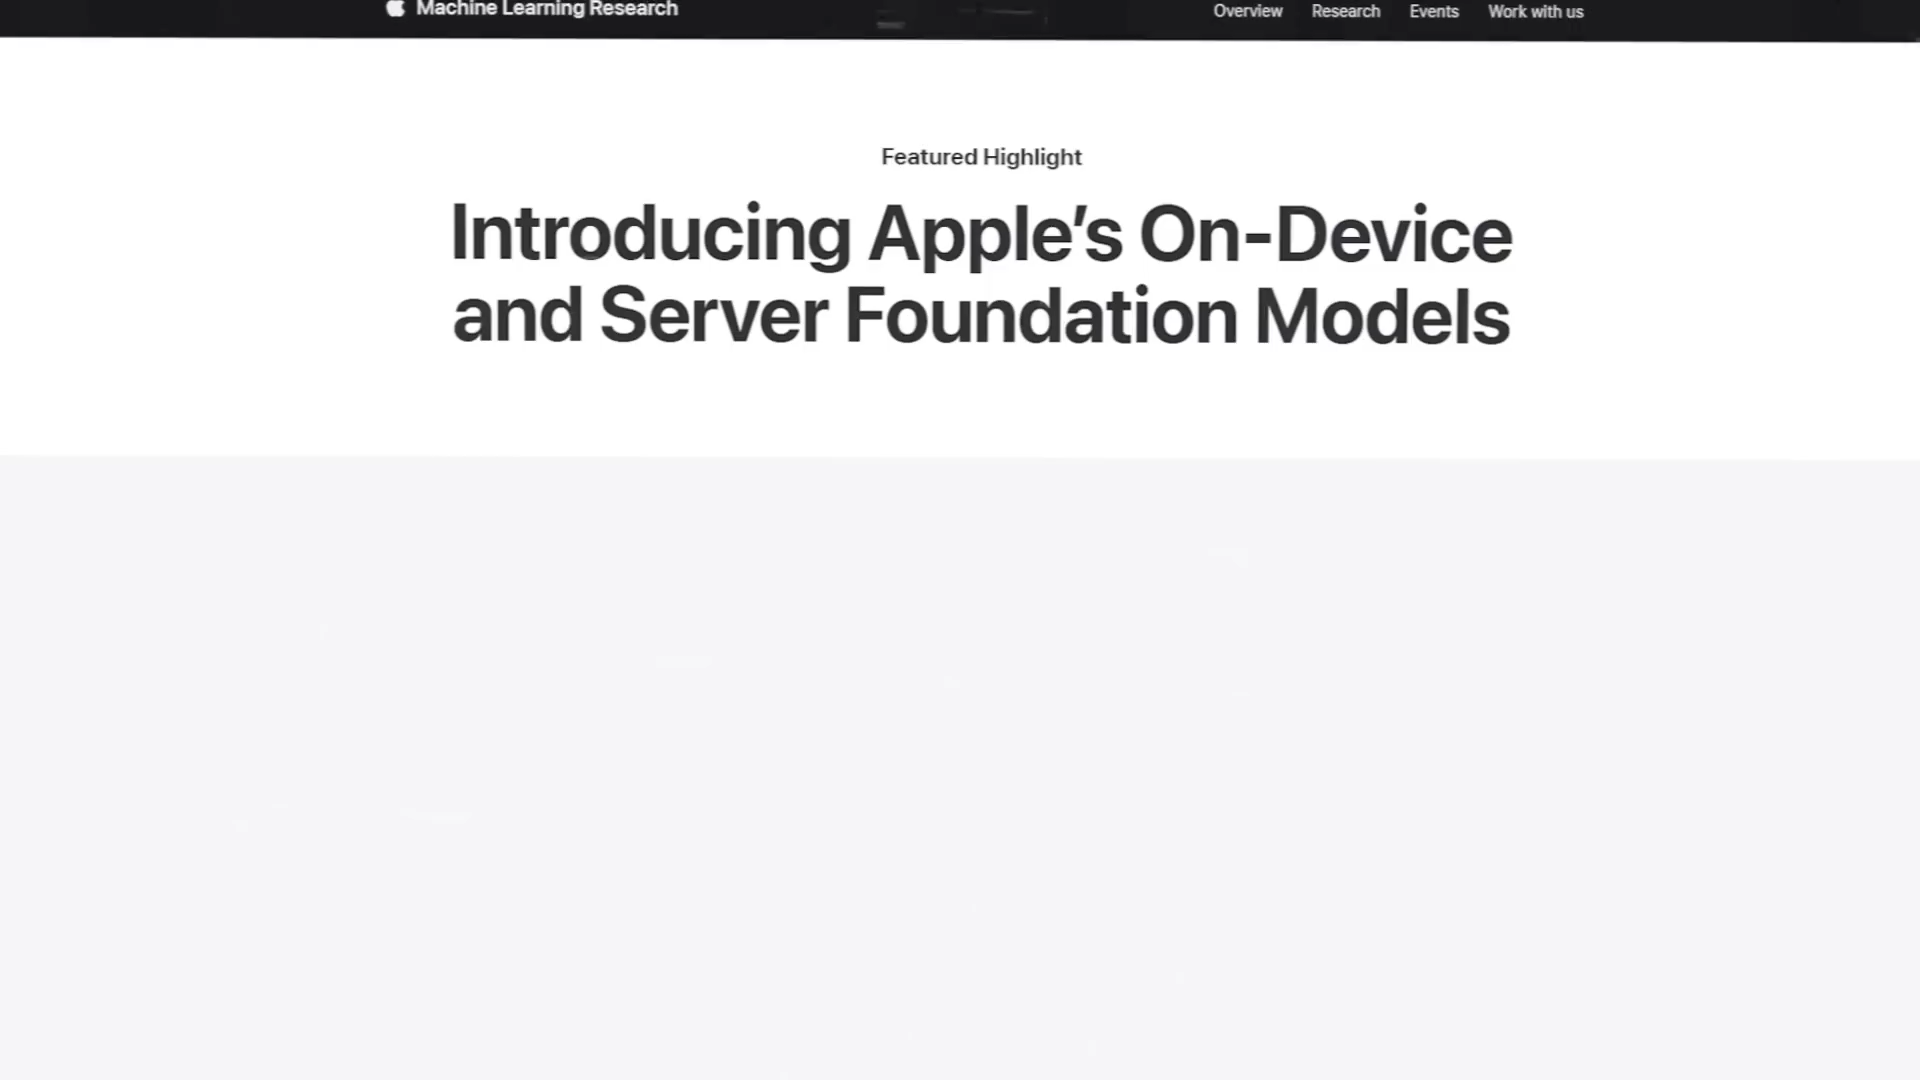 Machine Learning Research
Overview Research Events Work with us
Featured Highlight
Introducing Apple’s On-Device
and Server Foundation Models